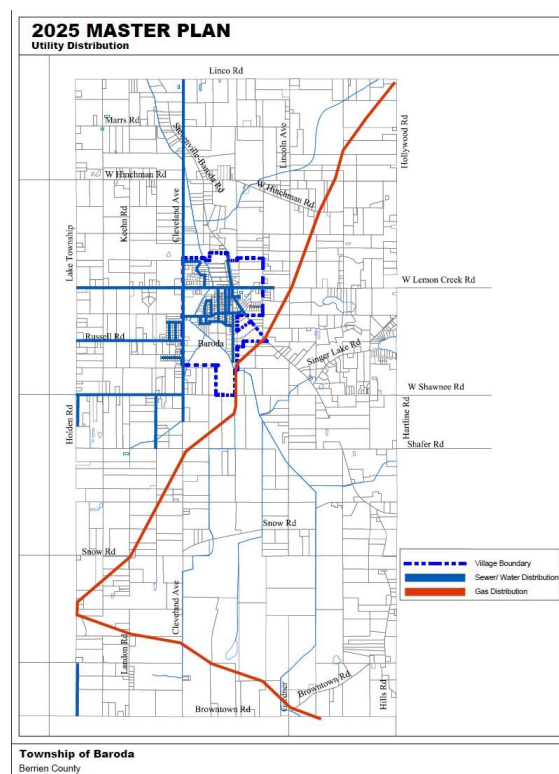 2025 MASTER PLAN
Utility Distribution
Linco Rd
Marrs Rd
Stevensville-Baroda Rd
Lincoln Ave
Hollywood Rd
W Hinchman Rd
W Hinchman Rd
Keehn Rd
Cleveland Ave
Lake Township
W Lemon Creek Rd
Russell Rd
Baroda
Singer Lake Rd
W Shawnee Rd
Holden Rd
Hartline Rd
Shafer Rd
Snow Rd
Snow Rd
Village Boundary
Sewer/ Water Distribution
Gas Distribution
Cleveland Ave
Landon Rd
Gardner
Browntown Rd
Hills Rd
Browntown Rd
Township of Baroda
Berrien County